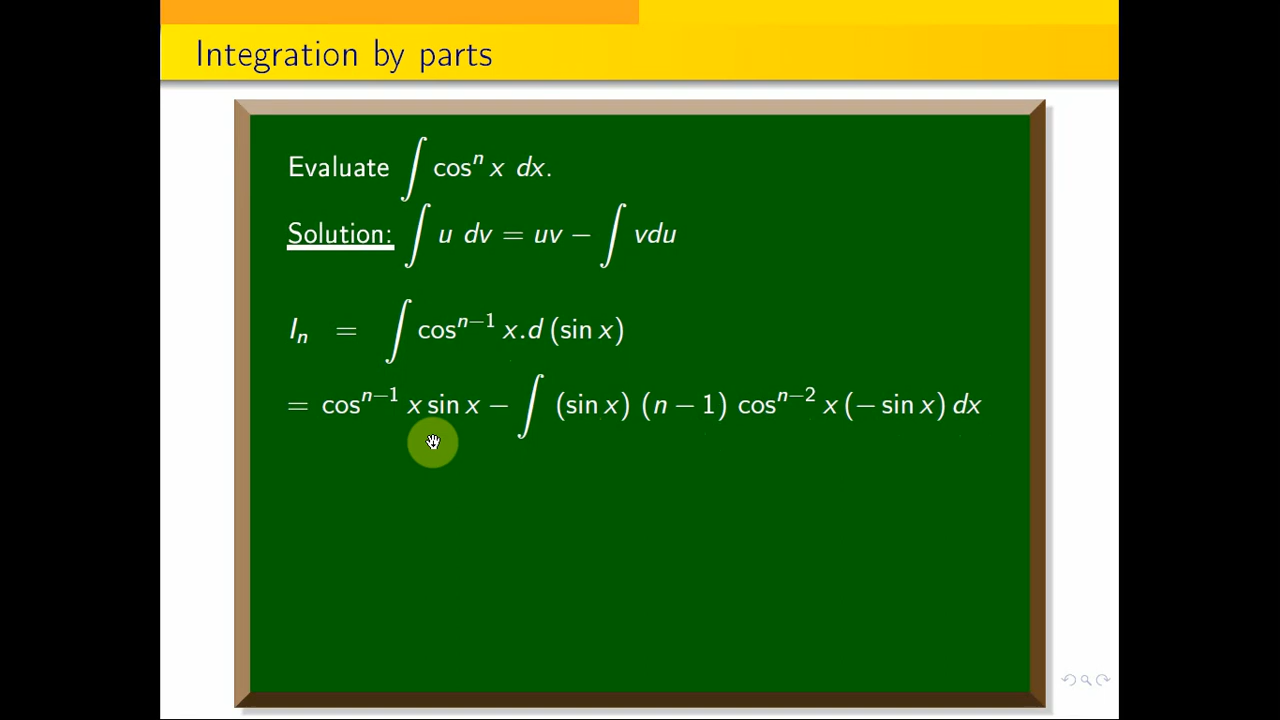 Integration by parts
Evaluate ∫ cosⁿ x dx.
Solution: ∫ u dv = uv − ∫ vdu
Iₙ = ∫ cosⁿ⁻¹ x.d (sin x)
= cosⁿ⁻¹ x sin x − ∫ (sin x) (n − 1) cosⁿ⁻² x (− sin x) dx